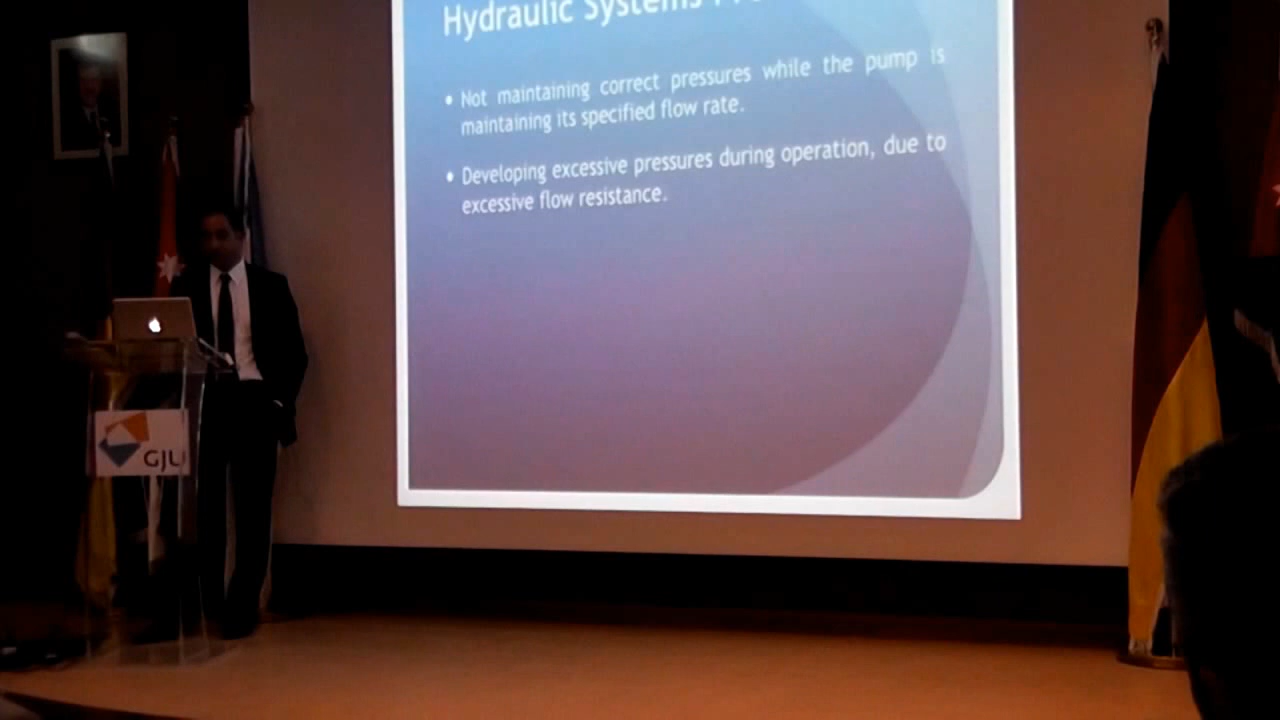 Hydraulic Systems
• Not maintaining correct pressures while the pump is
maintaining its specified flow rate.
• Developing excessive pressures during operation, due to
excessive flow resistance.
GJU